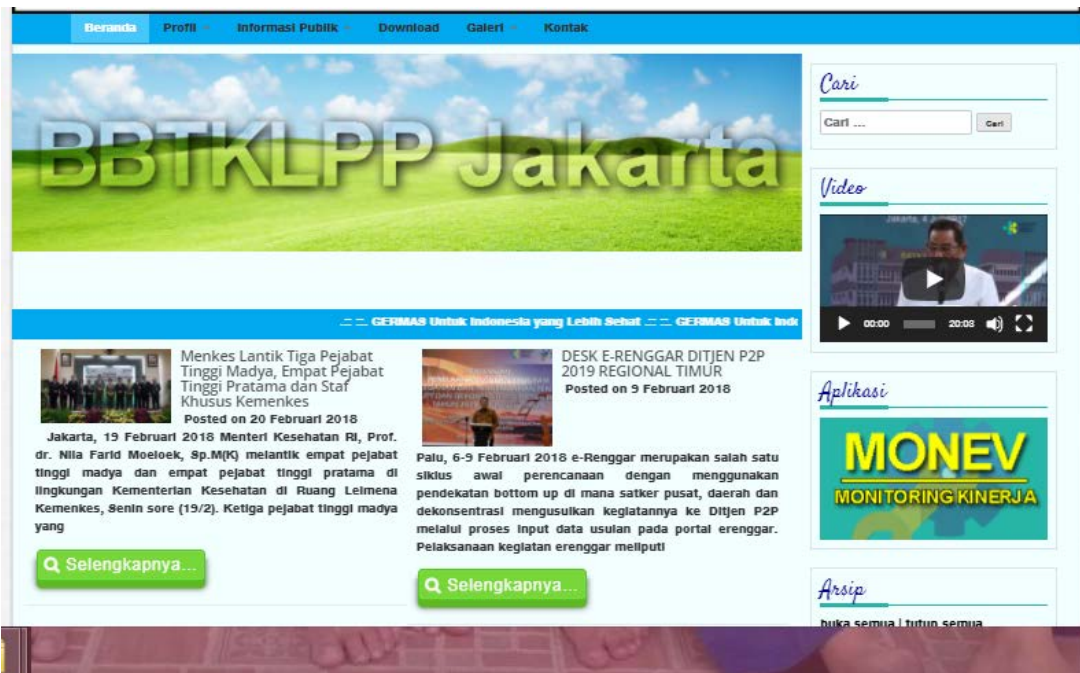 Beranda Profil Informasi Publik Download Galeri Kontak
BBTKLPP Jakarta
.:: ::. GERMAS Untuk Indonesia yang Lebih Sehat .:: ::. GERMAS Untuk Indo
Menkes Lantik Tiga Pejabat
Tinggi Madya, Empat Pejabat
Tinggi Pratama dan Staf
Khusus Kemenkes
Posted on 20 Februari 2018
Jakarta, 19 Februari 2018 Menteri Kesehatan RI, Prof.
dr. Nila Farid Moeloek, Sp.M(K) melantik empat pejabat
tinggi madya dan empat pejabat tinggi pratama di
lingkungan Kementerian Kesehatan di Ruang Leimena
Kemenkes, Senin sore (19/2). Ketiga pejabat tinggi madya
yang
Selengkapnya...
DESK E-RENGGAR DITJEN P2P
2019 REGIONAL TIMUR
Posted on 9 Februari 2018
Palu, 6-9 Februari 2018 e-Renggar merupakan salah satu
siklus awal perencanaan dengan menggunakan
pendekatan bottom up di mana satker pusat, daerah dan
dekonsentrasi mengusulkan kegiatannya ke Ditjen P2P
melalui proses input data usulan pada portal erenggar.
Pelaksanaan kegiatan erenggar meliputi
Selengkapnya...
Cari
Cari ...
Cari
Video
00:00 20:08
Aplikasi
MONEV
MONITORING KINERJA
Arsip
buka semua | tutup semua